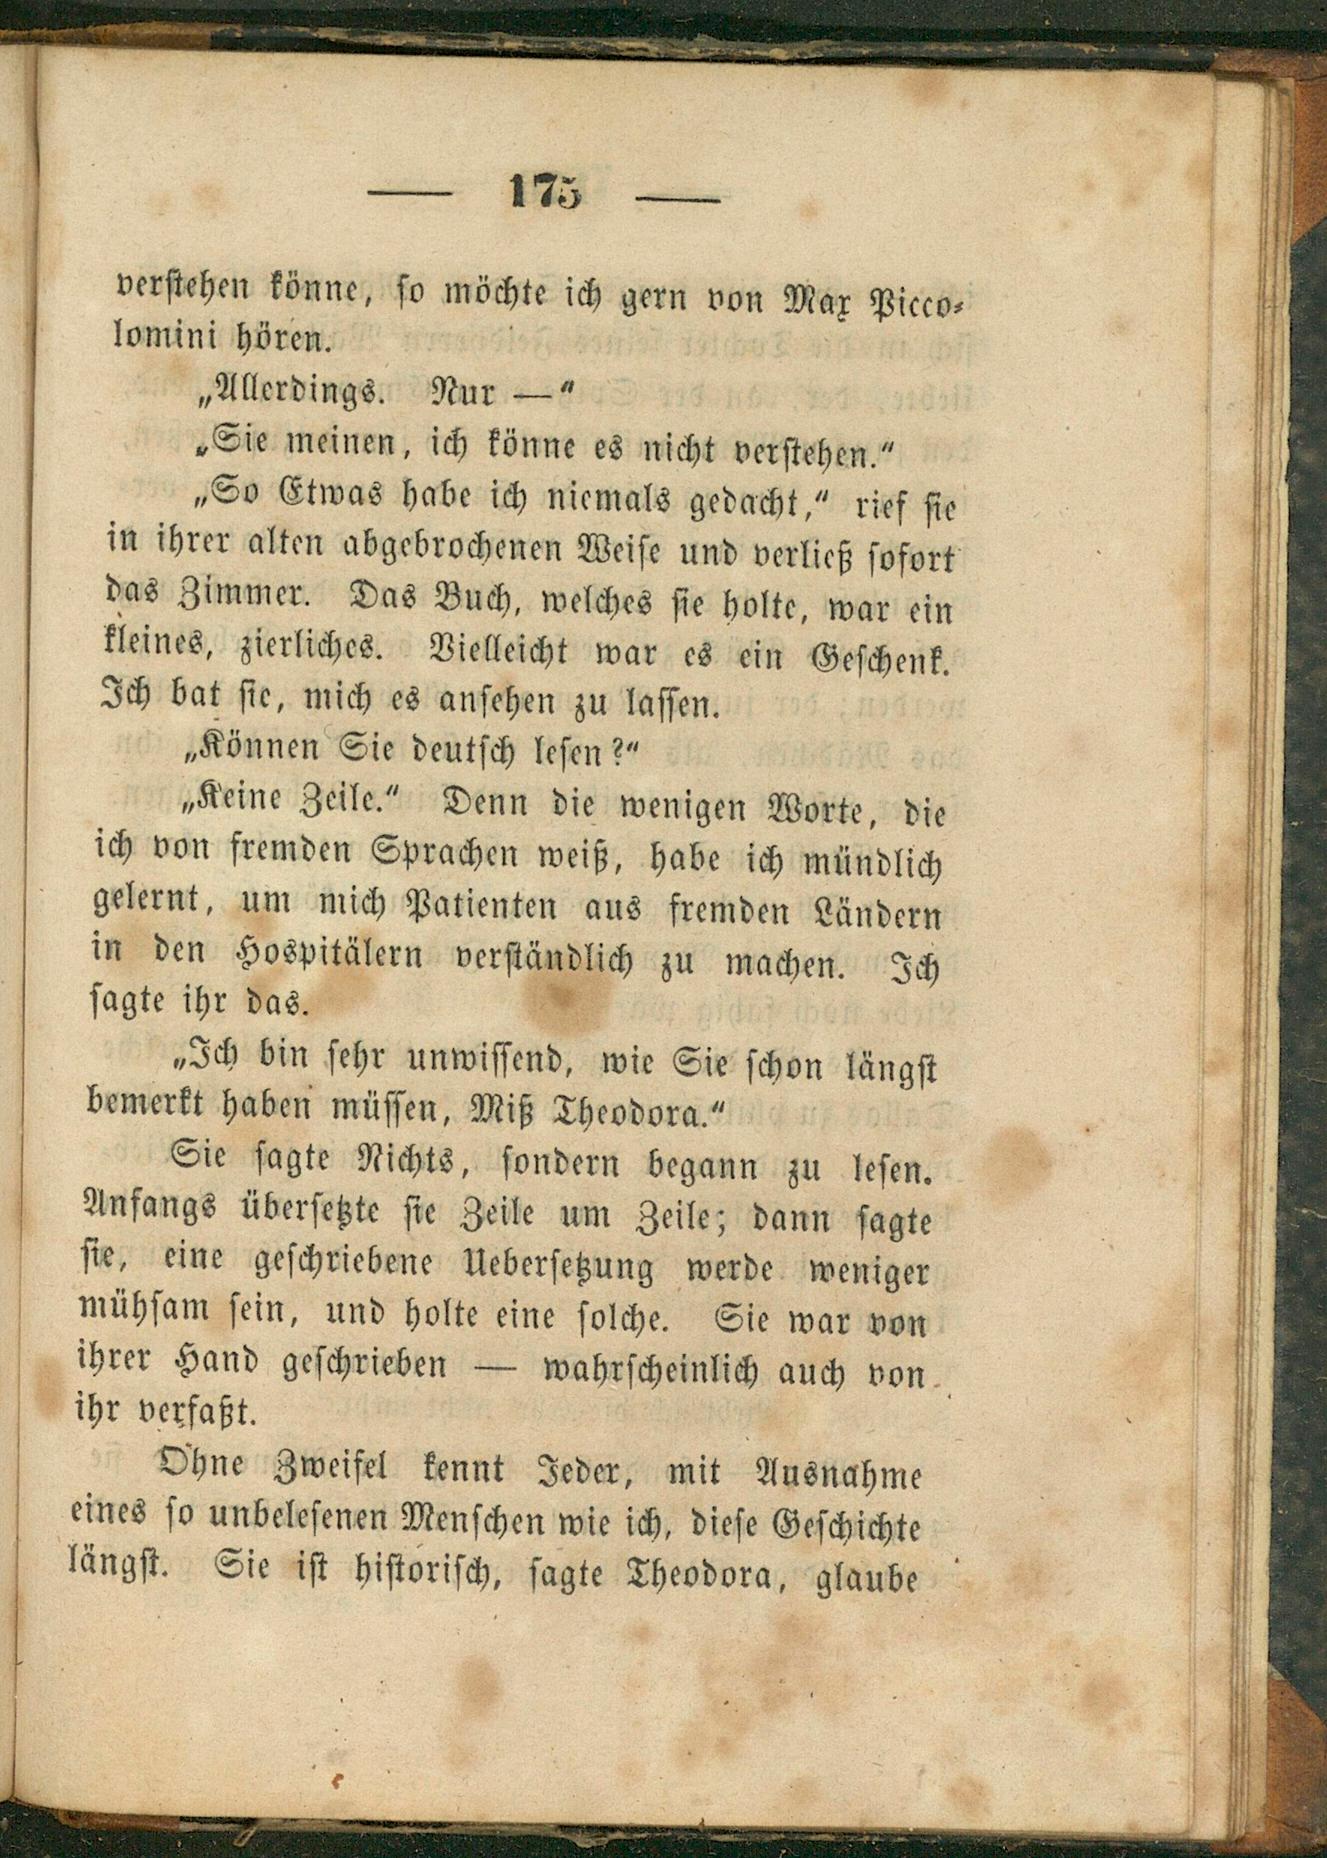 — 175 —
verstehen könne, so möchte ich gern von Max Picco-
lomini hören.
„Allerdings. Nur —“
„Sie meinen, ich könne es nicht verstehen.“
„So Etwas habe ich niemals gedacht,“ rief sie
in ihrer alten abgebrochenen Weise und verließ sofort
das Zimmer. Das Buch, welches sie holte, war ein
kleines, zierliches. Vielleicht war es ein Geschenk.
Ich bat sie, mich es ansehen zu lassen.
„Können Sie deutsch lesen?“
„Keine Zeile.“ Denn die wenigen Worte, die
ich von fremden Sprachen weiß, habe ich mündlich
gelernt, um mich Patienten aus fremden Ländern
in den Hospitälern verständlich zu machen. Ich
sagte ihr das.
„Ich bin sehr unwissend, wie Sie schon längst
bemerkt haben müssen, Miß Theodora.“
Sie sagte Nichts, sondern begann zu lesen.
Anfangs übersetzte sie Zeile um Zeile; dann sagte
sie, eine geschriebene Uebersetzung werde weniger
mühsam sein, und holte eine solche. Sie war von
ihrer Hand geschrieben — wahrscheinlich auch von
ihr verfaßt.
Ohne Zweifel kennt Jeder, mit Ausnahme
eines so unbelesenen Menschen wie ich, diese Geschichte
längst. Sie ist historisch, sagte Theodora, glaube